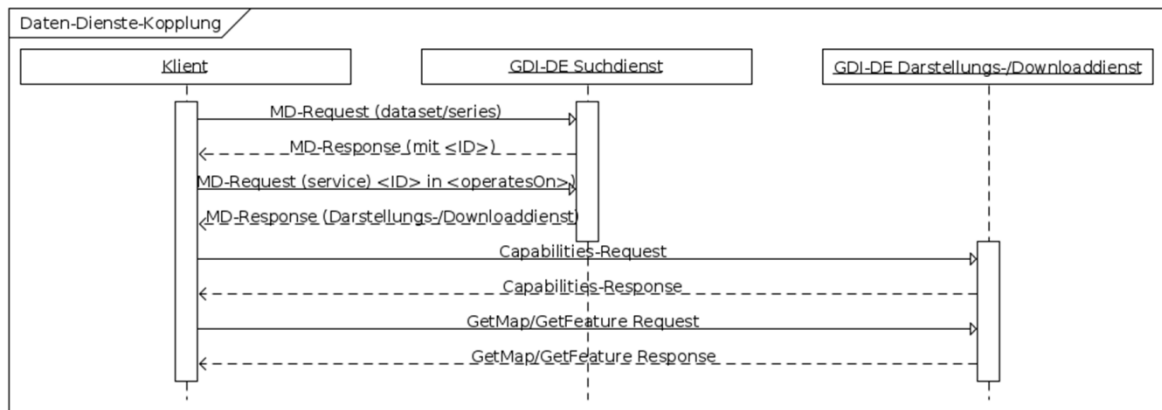 Daten-Dienste-Kopplung
Klient
GDI-DE Suchdienst
GDI-DE Darstellungs-/Downloaddienst
MD-Request (dataset/series)
MD-Response (mit <ID>)
MD-Request (service) <ID> in <operatesOn>)
MD-Response (Darstellungs-/Downloaddienst)
Capabilities-Request
Capabilities-Response
GetMap/GetFeature Request
GetMap/GetFeature Response